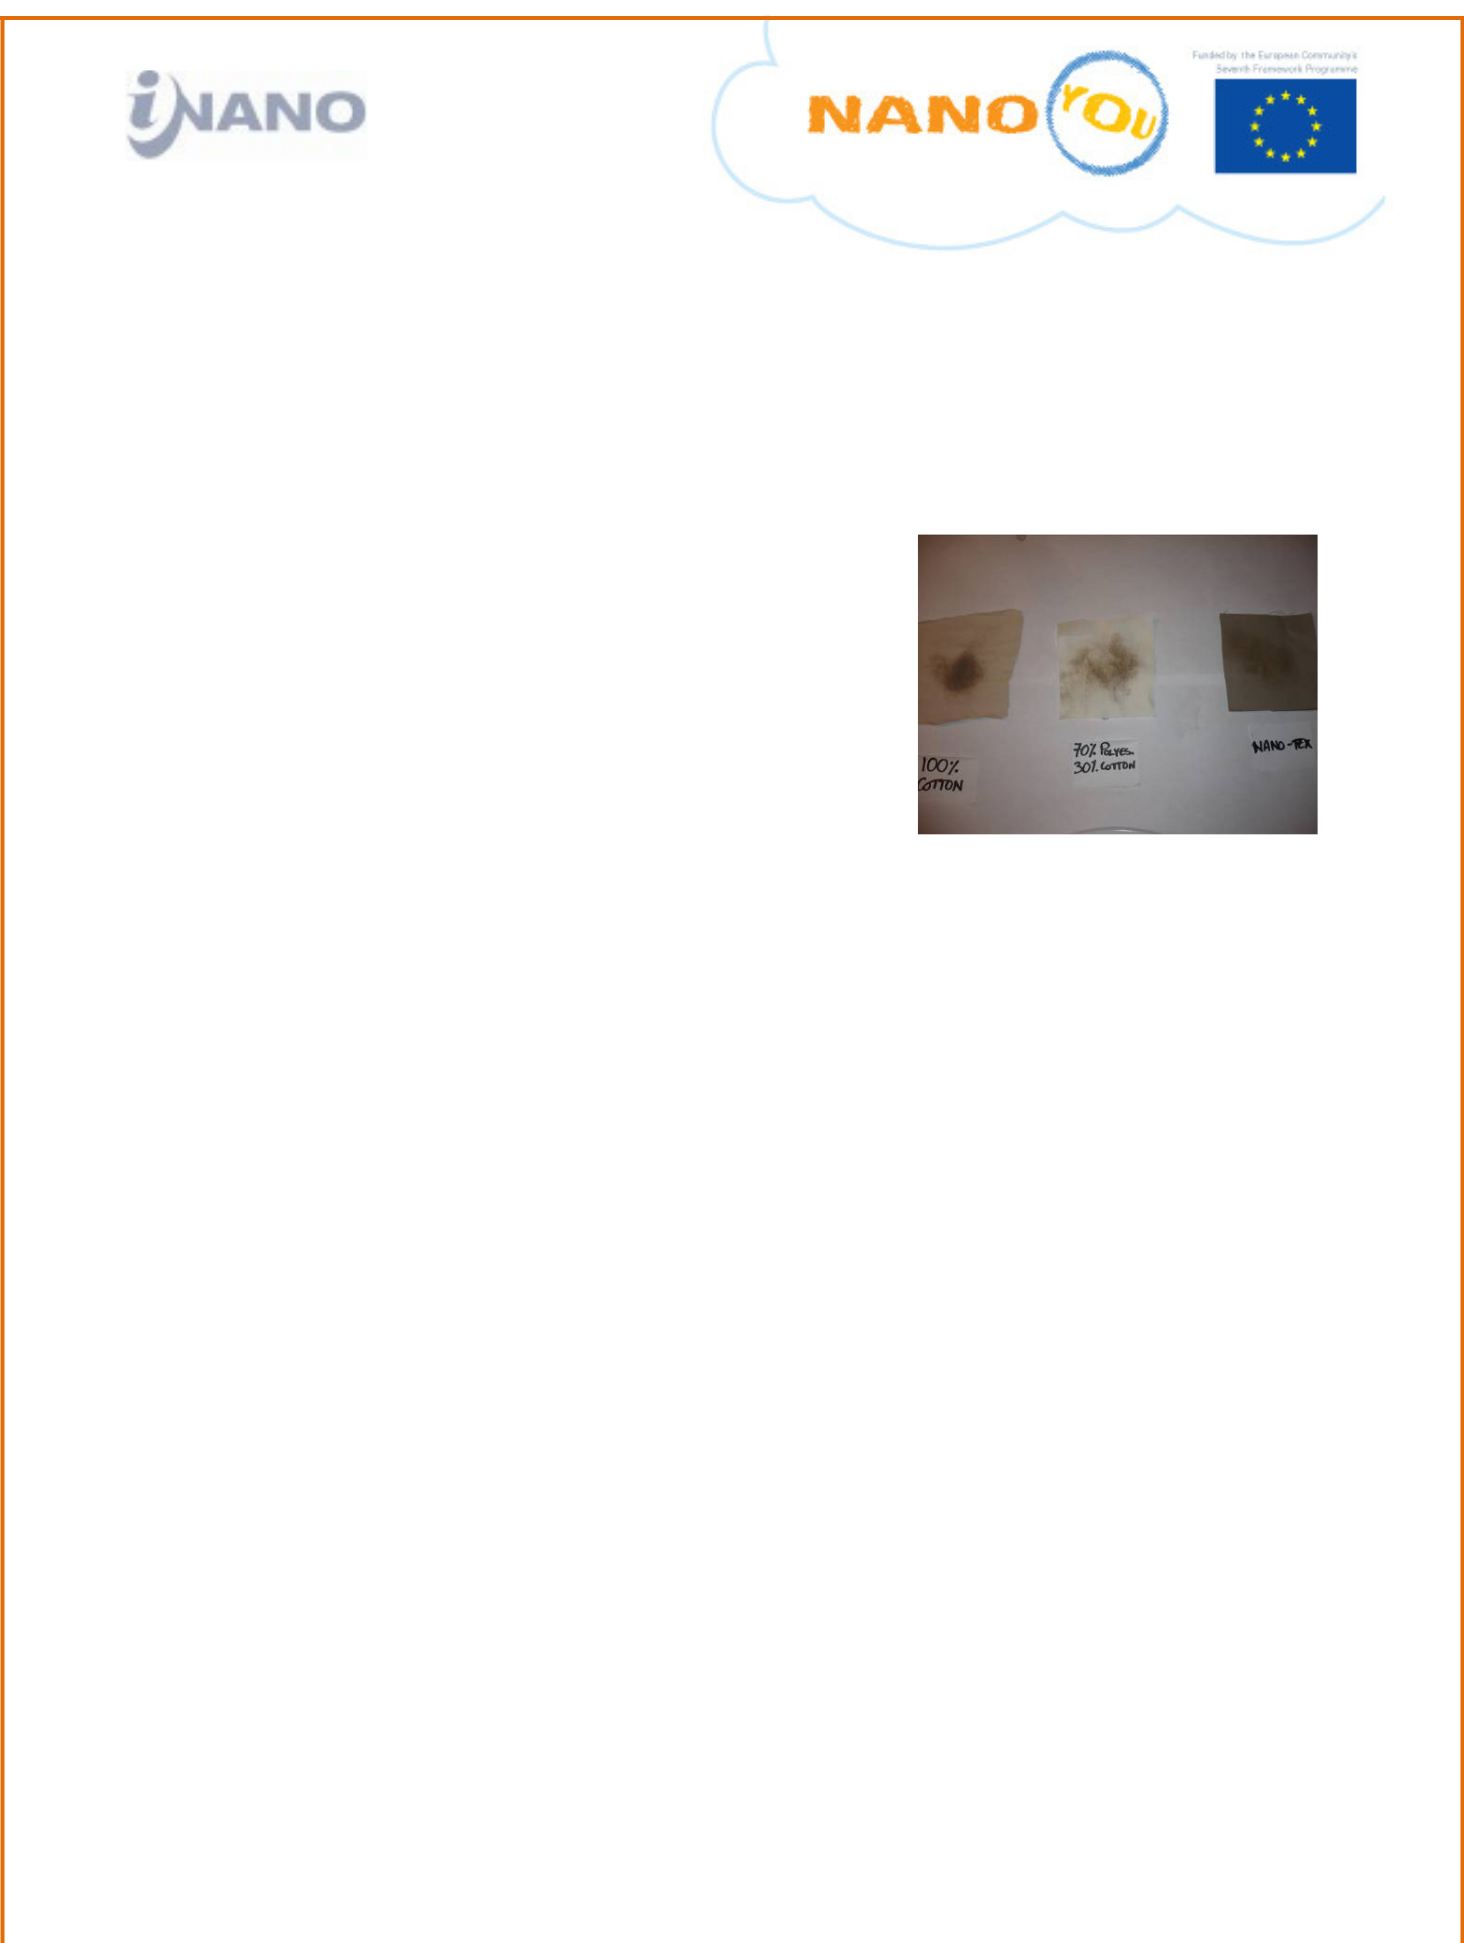 iNANO
NANO YOU
Funded by the European Community's
Seventh Framework Programme
100%
COTTON
70% POLYES.
30% COTTON
NANO-TEX